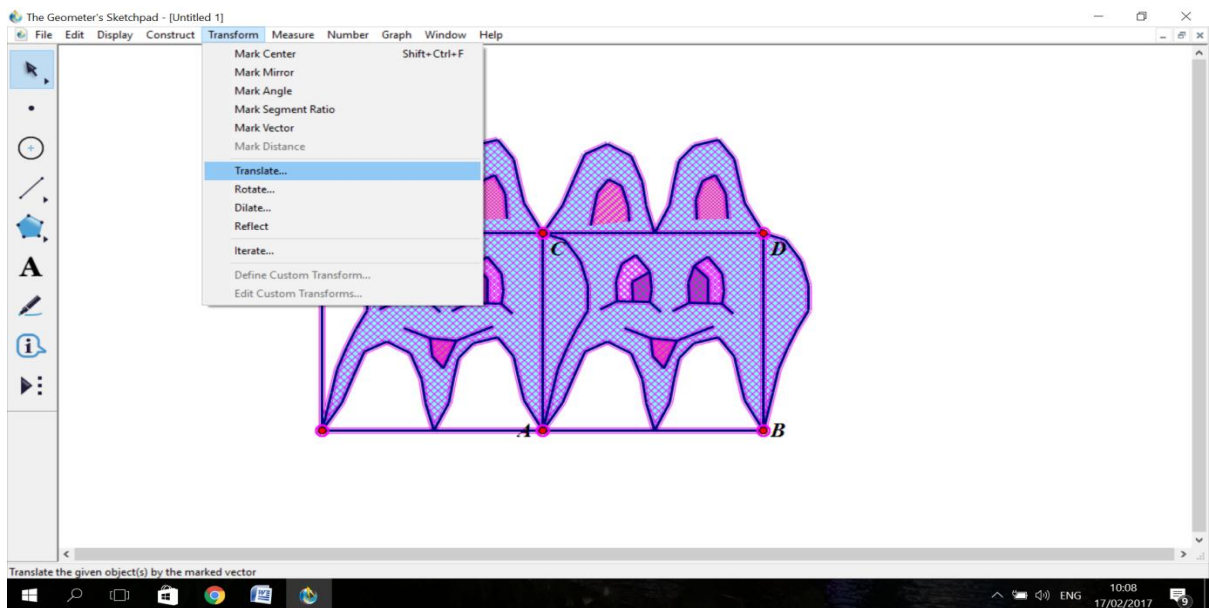 The Geometer's Sketchpad - [Untitled 1]
File Edit Display Construct Transform Measure Number Graph Window Help
Mark Center Shift+Ctrl+F
Mark Mirror
Mark Angle
Mark Segment Ratio
Mark Vector
Mark Distance
Translate...
Rotate...
Dilate...
Reflect
Iterate...
Define Custom Transform...
Edit Custom Transforms...
A
C D
A B
Translate the given object(s) by the marked vector
ENG 10:08
17/02/2017